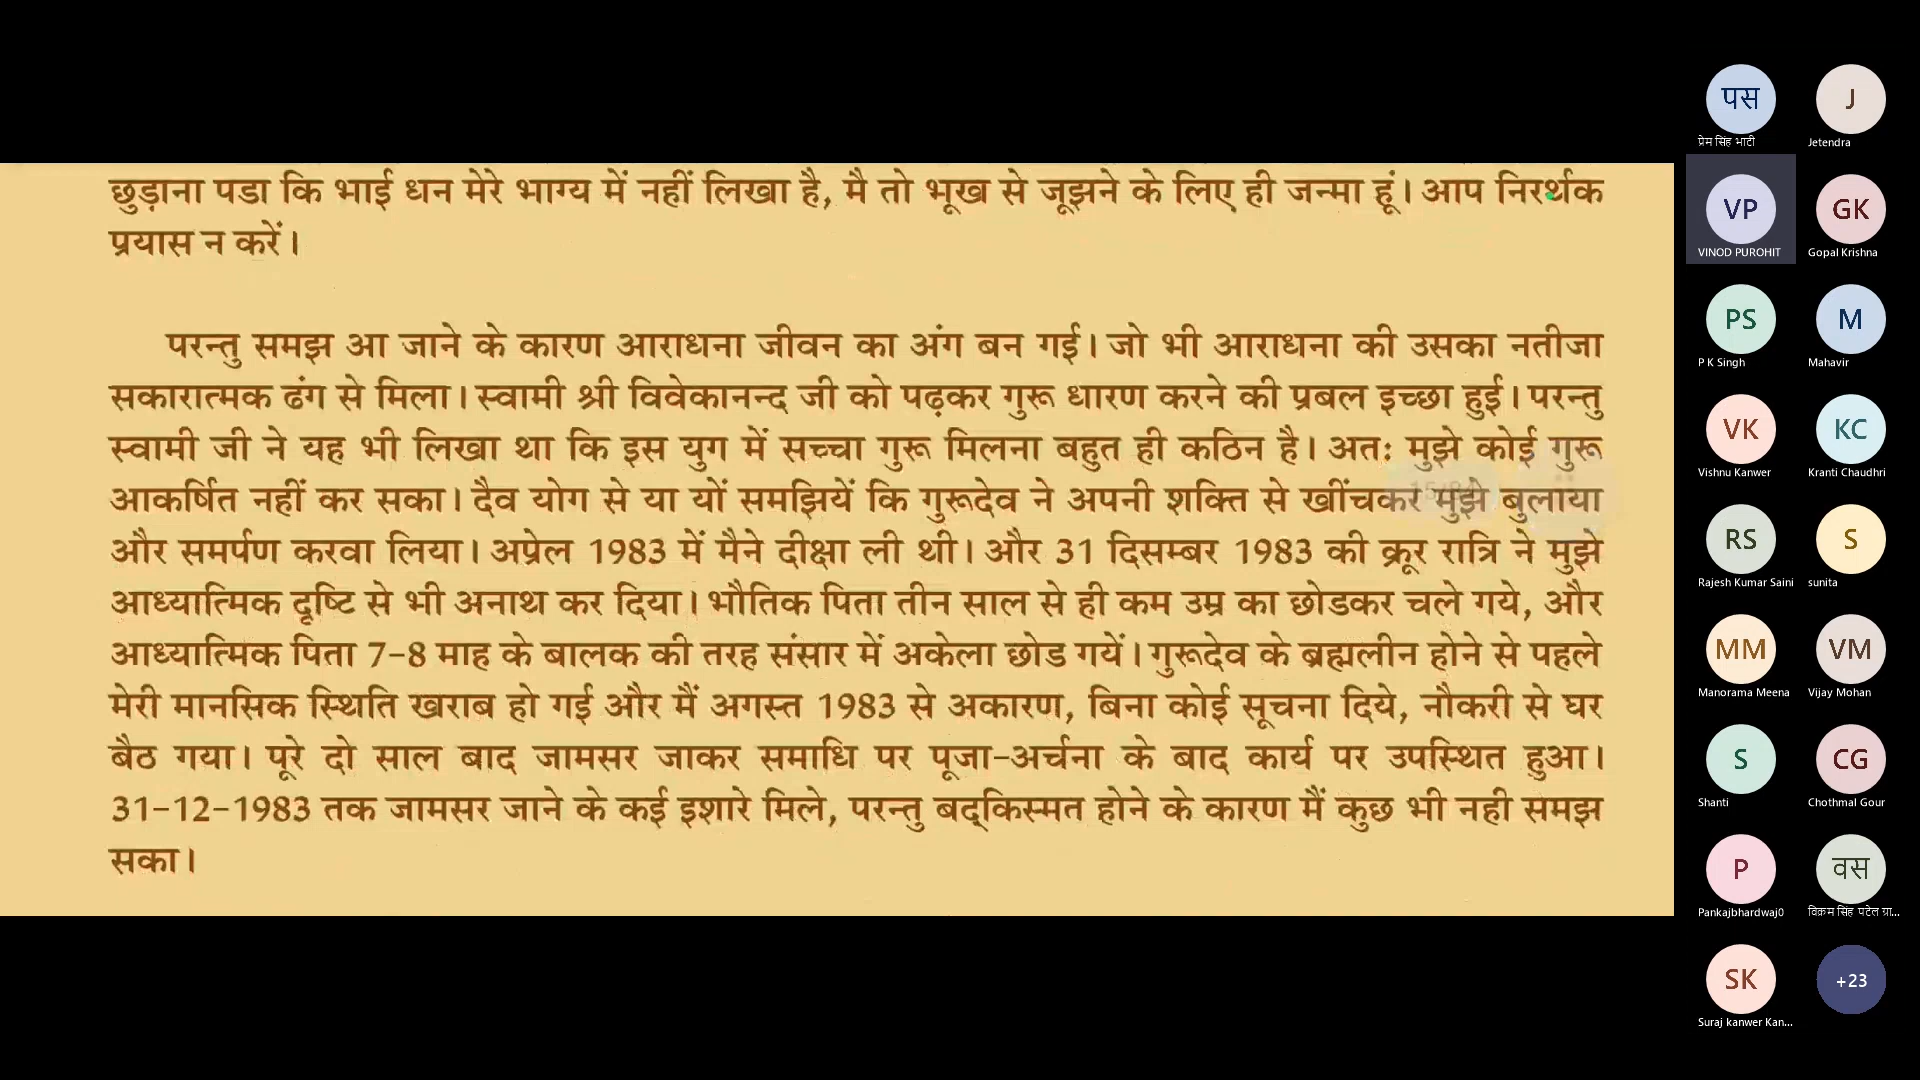 छुड़ाना पडा कि भाई धन मेरे भाग्य में नहीं लिखा है, मै तो भूख से जूझने के लिए ही जन्मा हूं। आप निरर्थक
प्रयास न करें।
परन्तु समझ आ जाने के कारण आराधना जीवन का अंग बन गई। जो भी आराधना की उसका नतीजा
सकारात्मक ढंग से मिला। स्वामी श्री विवेकानन्द जी को पढ़कर गुरू धारण करने की प्रबल इच्छा हुई। परन्तु
स्वामी जी ने यह भी लिखा था कि इस युग में सच्चा गुरू मिलना बहुत ही कठिन है। अतः मुझे कोई गुरू
आकर्षित नहीं कर सका। दैव योग से या यों समझियें कि गुरूदेव ने अपनी शक्ति से खींचकर मुझे बुलाया
और समर्पण करवा लिया। अप्रेल 1983 में मैने दीक्षा ली थी। और 31 दिसम्बर 1983 की क्रूर रात्रि ने मुझे
आध्यात्मिक दृष्टि से भी अनाथ कर दिया। भौतिक पिता तीन साल से ही कम उम्र का छोडकर चले गये, और
आध्यात्मिक पिता 7-8 माह के बालक की तरह संसार में अकेला छोड गयें। गुरूदेव के ब्रह्मलीन होने से पहले
मेरी मानसिक स्थिति खराब हो गई और मैं अगस्त 1983 से अकारण, बिना कोई सूचना दिये, नौकरी से घर
बैठ गया। पूरे दो साल बाद जामसर जाकर समाधि पर पूजा-अर्चना के बाद कार्य पर उपस्थित हुआ।
31-12-1983 तक जामसर जाने के कई इशारे मिले, परन्तु बद्किस्मत होने के कारण मैं कुछ भी नही समझ
सका।
पस
प्रेम सिंह भाटी
J
Jetendra
VP
VINOD PUROHIT
GK
Gopal Krishna
PS
P K Singh
M
Mahavir
VK
Vishnu Kanwer
KC
Kranti Chaudhri
RS
Rajesh Kumar Saini
S
sunita
MM
Manorama Meena
VM
Vijay Mohan
S
Shanti
CG
Chothmal Gour
P
Pankajbhardwaj0
वस
विक्रम सिंह पटेल ग्रा...
SK
Suraj kanwer Kan...
+23